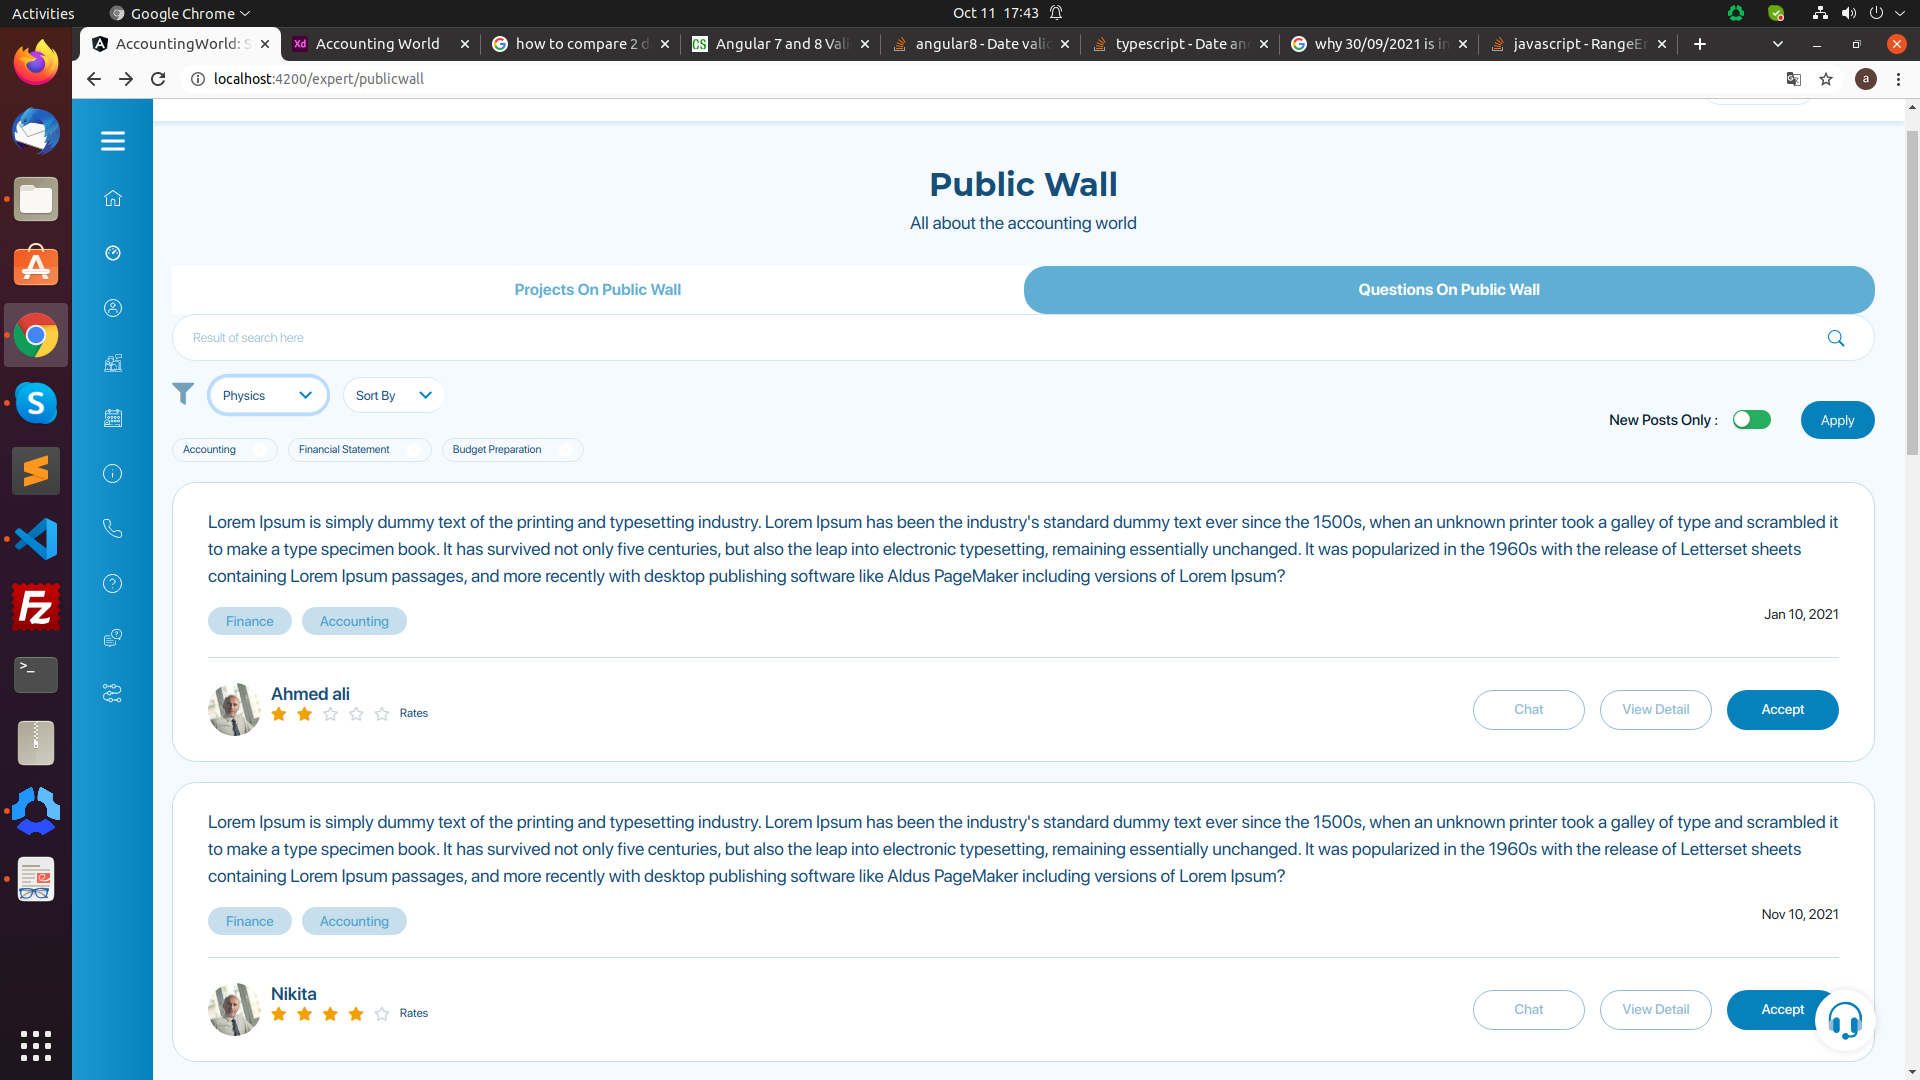 Activities
Google Chrome
Oct 11 17:43
AccountingWorld: S
Accounting World
how to compare 2 d
Angular 7 and 8 Vali
angular8 - Date valid
typescript - Date an
why 30/09/2021 is in
javascript - RangeEr
localhost:4200/expert/publicwall
a
Public Wall
All about the accounting world
Projects On Public Wall
Questions On Public Wall
Result of search here
Physics
Sort By
New Posts Only :
Apply
Accounting
Financial Statement
Budget Preparation
Lorem Ipsum is simply dummy text of the printing and typesetting industry. Lorem Ipsum has been the industry's standard dummy text ever since the 1500s, when an unknown printer took a galley of type and scrambled it
to make a type specimen book. It has survived not only five centuries, but also the leap into electronic typesetting, remaining essentially unchanged. It was popularized in the 1960s with the release of Letterset sheets
containing Lorem Ipsum passages, and more recently with desktop publishing software like Aldus PageMaker including versions of Lorem Ipsum?
Finance
Accounting
Jan 10, 2021
Ahmed ali
Rates
Chat
View Detail
Accept
Lorem Ipsum is simply dummy text of the printing and typesetting industry. Lorem Ipsum has been the industry's standard dummy text ever since the 1500s, when an unknown printer took a galley of type and scrambled it
to make a type specimen book. It has survived not only five centuries, but also the leap into electronic typesetting, remaining essentially unchanged. It was popularized in the 1960s with the release of Letterset sheets
containing Lorem Ipsum passages, and more recently with desktop publishing software like Aldus PageMaker including versions of Lorem Ipsum?
Finance
Accounting
Nov 10, 2021
Nikita
Rates
Chat
View Detail
Accept